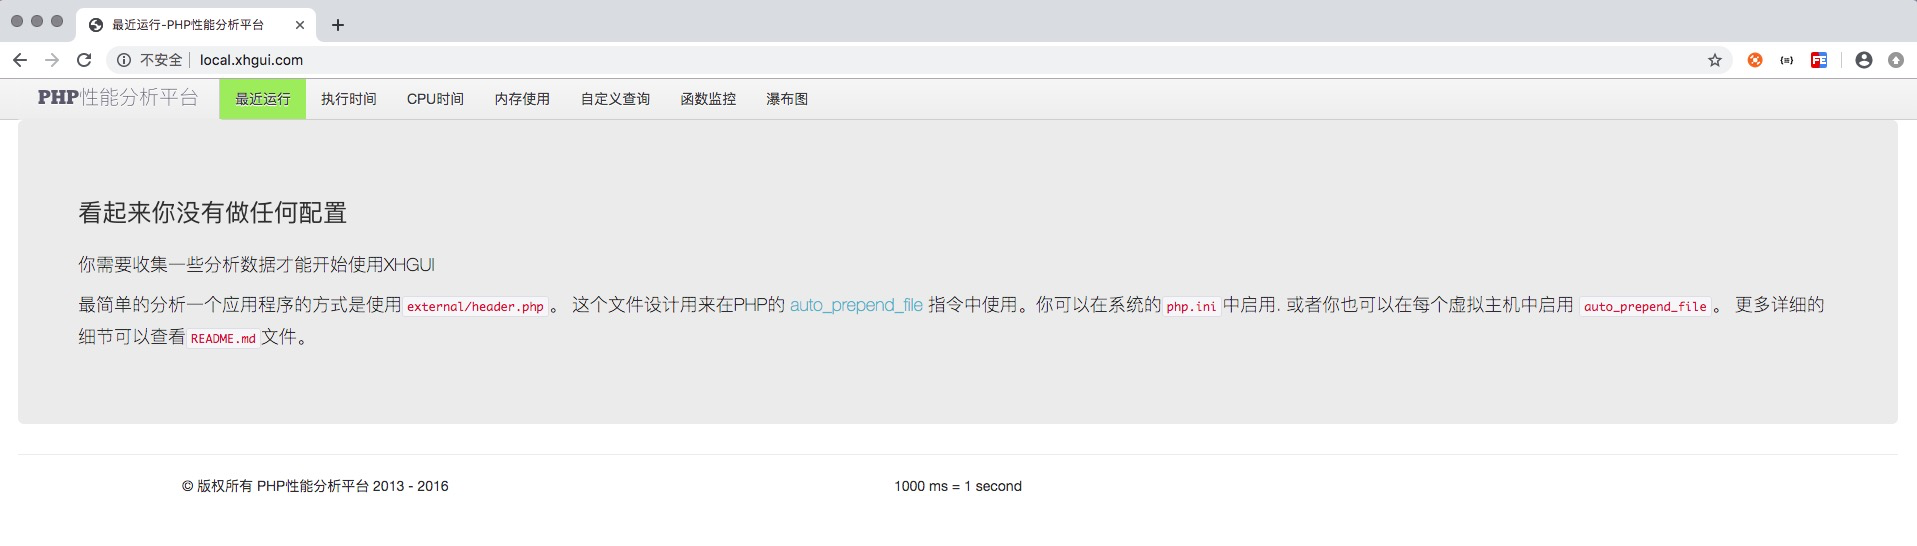 最近运行-PHP性能分析平台
不安全 local.xhgui.com
PHP性能分析平台 最近运行 执行时间 CPU时间 内存使用 自定义查询 函数监控 瀑布图
看起来你没有做任何配置
你需要收集一些分析数据才能开始使用XHGUI
最简单的分析一个应用程序的方式是使用 external/header.php 。 这个文件设计用来在PHP的 auto_prepend_file 指令中使用。你可以在系统的 php.ini 中启用. 或者你也可以在每个虚拟主机中启用 auto_prepend_file 。 更多详细的
细节可以查看 README.md 文件。
© 版权所有 PHP性能分析平台 2013 - 2016 1000 ms = 1 second